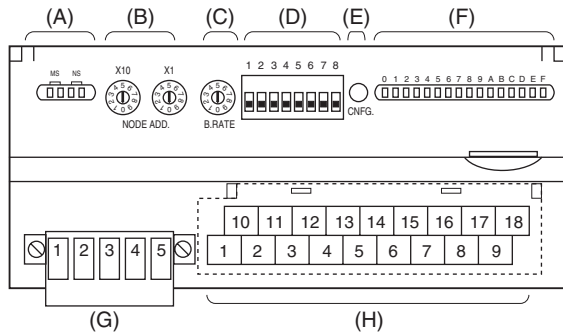 (A) (B) (C) (D) (E) (F)
MS NS
X10 X1
1 2 3 4 5 6 7 8
0 1 2 3 4 5 6 7 8 9 A B C D E F
NODE ADD. B.RATE CNFG.
10 11 12 13 14 15 16 17 18
1 2 3 4 5 1 2 3 4 5 6 7 8 9
(G) (H)